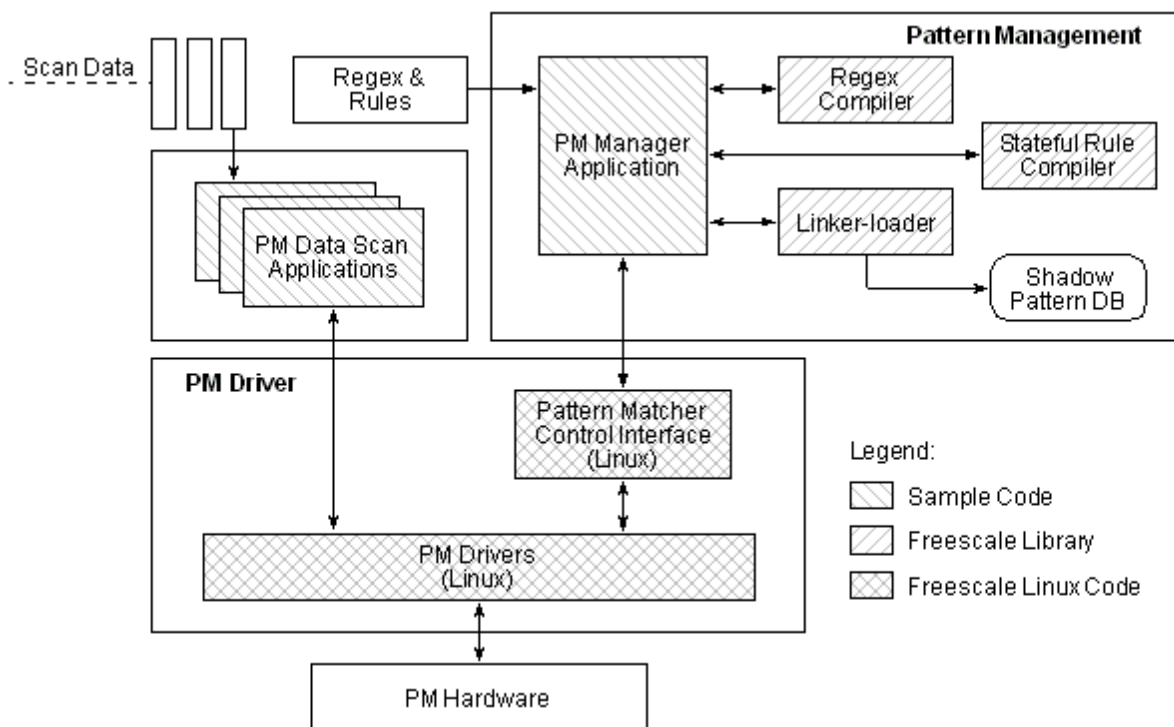 Pattern Management
Scan Data
Regex &
Rules
PM Manager
Application
Regex
Compiler
Stateful Rule
Compiler
Linker-loader
Shadow
Pattern DB
PM Data Scan
Applications
PM Driver
Pattern Matcher
Control Interface
(Linux)
PM Drivers
(Linux)
PM Hardware
Legend:
Sample Code
Freescale Library
Freescale Linux Code